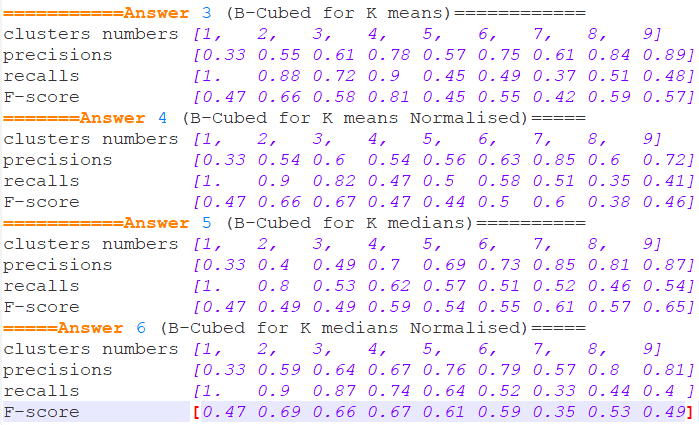 ===========Answer 3 (B-Cubed for K means)============
clusters numbers [1, 2, 3, 4, 5, 6, 7, 8, 9]
precisions [0.33 0.55 0.61 0.78 0.57 0.75 0.61 0.84 0.89]
recalls [1. 0.88 0.72 0.9 0.45 0.49 0.37 0.51 0.48]
F-score [0.47 0.66 0.58 0.81 0.45 0.55 0.42 0.59 0.57]
=======Answer 4 (B-Cubed for K means Normalised)=====
clusters numbers [1, 2, 3, 4, 5, 6, 7, 8, 9]
precisions [0.33 0.54 0.6 0.54 0.56 0.63 0.85 0.6 0.72]
recalls [1. 0.9 0.82 0.47 0.5 0.58 0.51 0.35 0.41]
F-score [0.47 0.66 0.67 0.47 0.44 0.5 0.6 0.38 0.46]
===========Answer 5 (B-Cubed for K medians)==========
clusters numbers [1, 2, 3, 4, 5, 6, 7, 8, 9]
precisions [0.33 0.4 0.49 0.7 0.69 0.73 0.85 0.81 0.87]
recalls [1. 0.8 0.53 0.62 0.57 0.51 0.52 0.46 0.54]
F-score [0.47 0.49 0.49 0.59 0.54 0.55 0.61 0.57 0.65]
=====Answer 6 (B-Cubed for K medians Normalised)=====
clusters numbers [1, 2, 3, 4, 5, 6, 7, 8, 9]
precisions [0.33 0.59 0.64 0.67 0.76 0.79 0.57 0.8 0.81]
recalls [1. 0.9 0.87 0.74 0.64 0.52 0.33 0.44 0.4 ]
F-score [0.47 0.69 0.66 0.67 0.61 0.59 0.35 0.53 0.49]